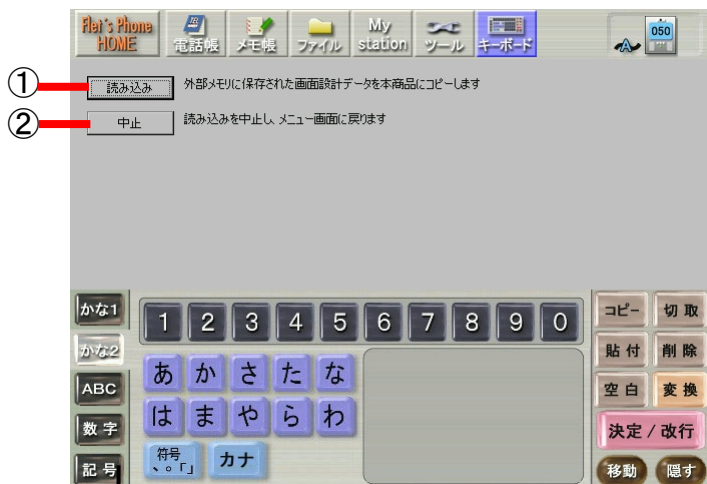 Flet's Phone
HOME
電話帳
メモ帳
ファイル
My
station
ツール
キーボード
A
050
① 読み込み 外部メモリに保存された画面設計データを本商品にコピーします
② 中止 読み込みを中止し、メニュー画面に戻ります
かな1
かな2
ABC
数字
記号
1 2 3 4 5 6 7 8 9 0
あ か さ た な
は ま や ら わ
符号
、。「」
カナ
コピー 切取
貼付 削除
空白 変換
決定 / 改行
移動 隠す